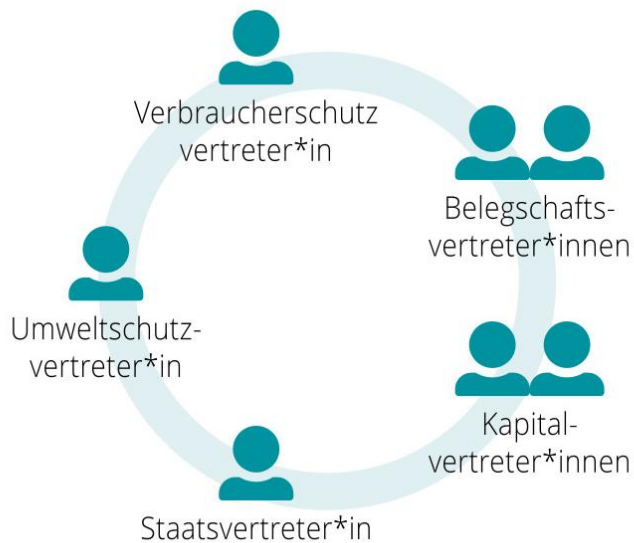 Verbraucherschutz
vertreter*in
Belegschafts-
vertreter*innen
Umweltschutz-
vertreter*in
Kapital-
vertreter*innen
Staatsvertreter*in